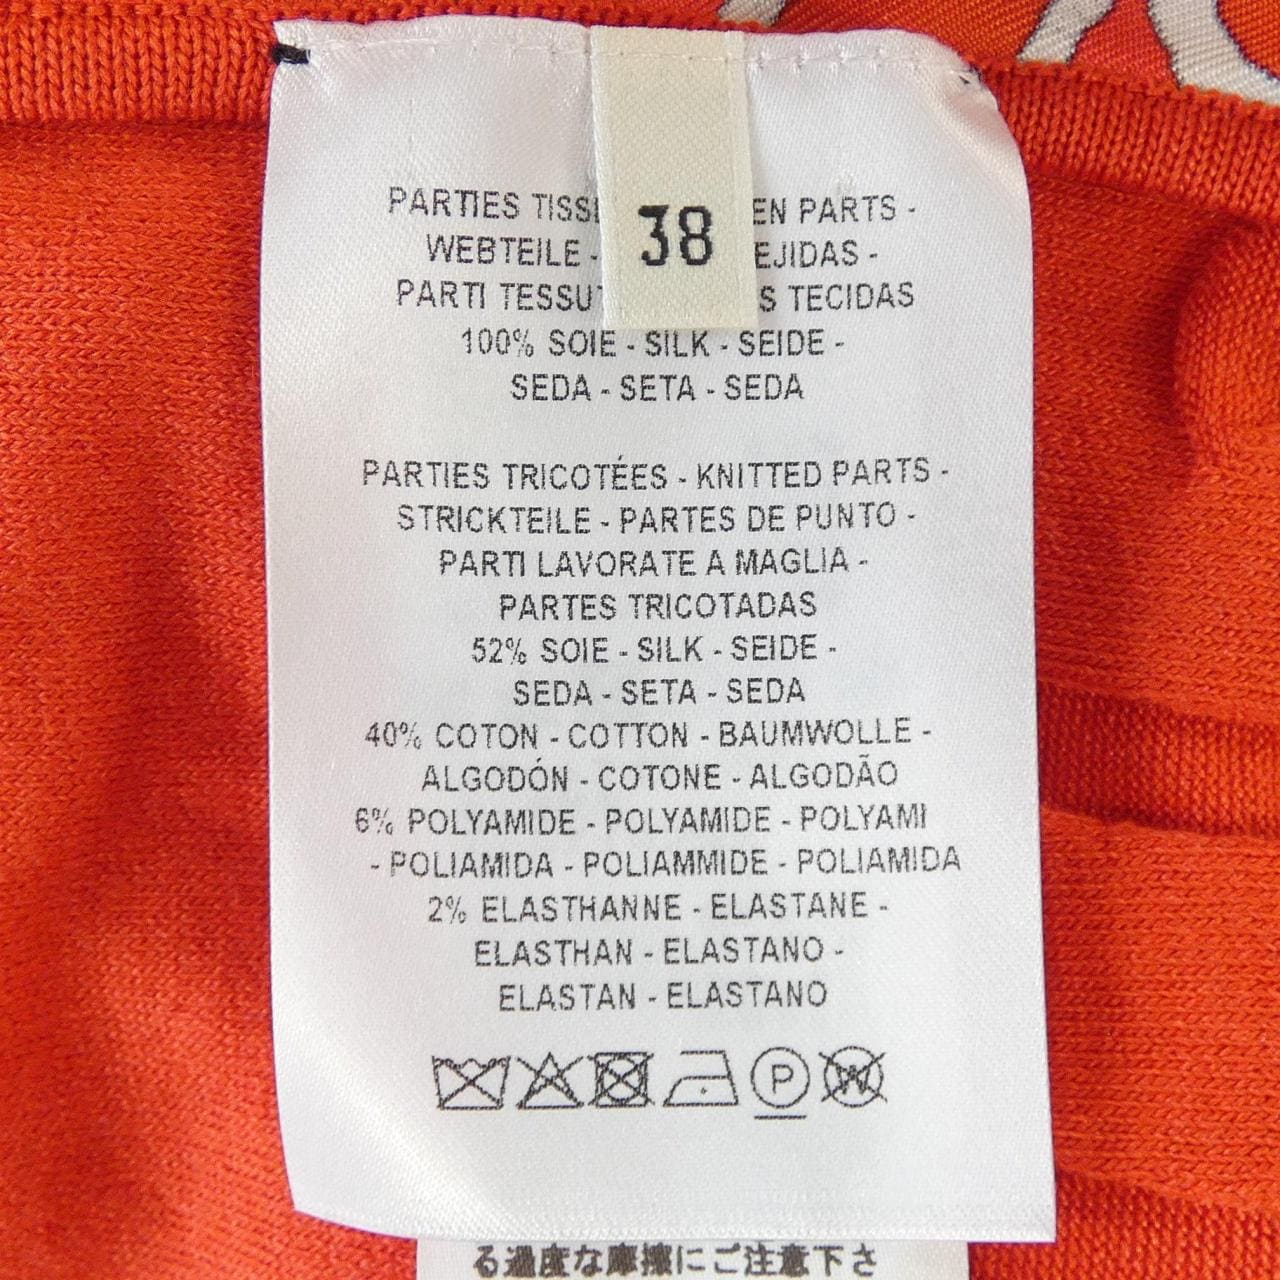 PARTIES EN PARTS -
38
WEBTEILE - -
PARTI TECIDAS
100% SOIE - SILK - SEIDE -
SEDA - SETA - SEDA
PARTIES TRICOTÉES - KNITTED PARTS -
STRICKTEILE - PARTES DE PUNTO -
PARTI LAVORATE A MAGLIA -
PARTES TRICOTADAS
52% SOIE - SILK - SEIDE -
SEDA - SETA - SEDA
40% COTON - COTTON - BAUMWOLLE -
ALGODÓN - COTONE - ALGODÃO
6% POLYAMIDE - POLYAMIDE - POLYAMI
- POLIAMIDA - POLIAMMIDE - POLIAMIDA
2% ELASTHANNE - ELASTANE -
ELASTHAN - ELASTANO -
ELASTAN - ELASTANO
P W
る過度な摩擦にご注意下さ